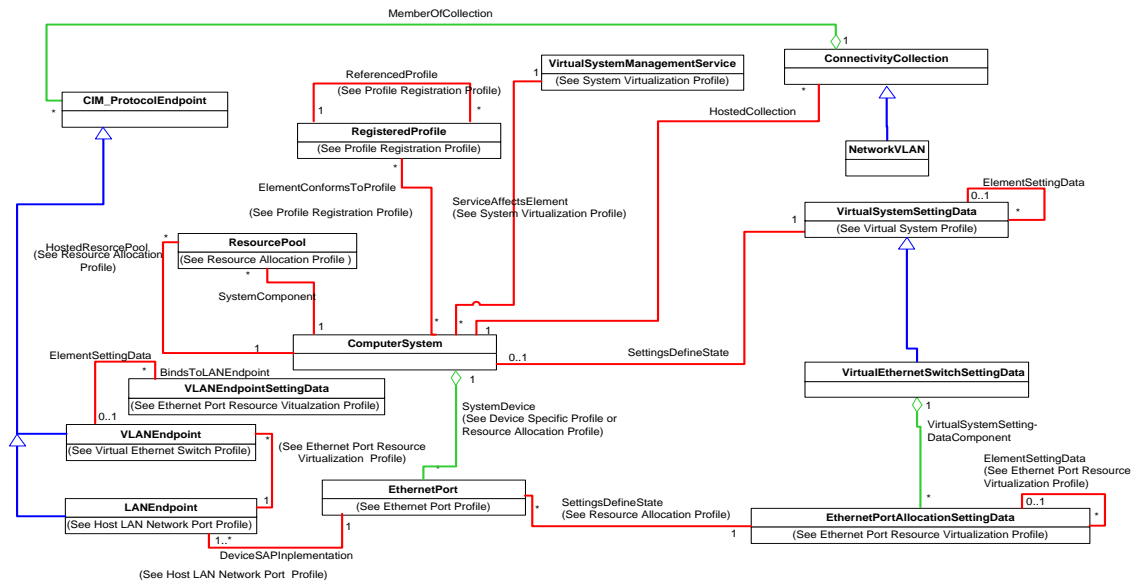 MemberOfCollection
1
ConnectivityCollection
*
VirtualSystemManagementService
(See System Virtualization Profile)
1
ReferencedProfile
(See Profile Registration Profile)
1
*
CIM_ProtocolEndpoint
*
HostedCollection
RegisteredProfile
(See Profile Registration Profile)
*
NetworkVLAN
ElementConformsToProfile
(See Profile Registration Profile)
ServiceAffectsElement
(See System Virtualization Profile)
ElementSettingData
0..1
*
VirtualSystemSettingData
(See Virtual System Profile)
1
HostedResorcePool
(See Resource Allocation
Profile)
*
ResourcePool
(See Resource Allocation Profile )
*
SystemComponent
1
*
*
1
ComputerSystem
1
0..1
SettingsDefineState
1
ElementSettingData
*
BindsToLANEndpoint
VLANEndpointSettingData
(See Ethernet Port Resource Vitualzation Profile)
0..1
VirtualEthernetSwitchSettingData
1
SystemDevice
(See Device Specific Profile or
Resource Allocation Profile)
VirtualSystemSetting-
DataComponent
VLANEndpoint
(See Virtual Ethernet Switch Profile)
*
(See Ethernet Port Resource
Virtualization  Profile)
*
ElementSettingData
(See Ethernet Port Resource
Virtualization Profile)
EthernetPort
(See Ethernet Port Profile)
*
*
0..1
*
LANEndpoint
(See Host LAN Network Port Profile)
1
1..*
1
SettingsDefineState
(See Resource Allocation Profile)
1
EthernetPortAllocationSettingData
(See Ethernet Port Resource Virtualization Profile)
DeviceSAPInplementation
(See Host LAN Network Port  Profile)